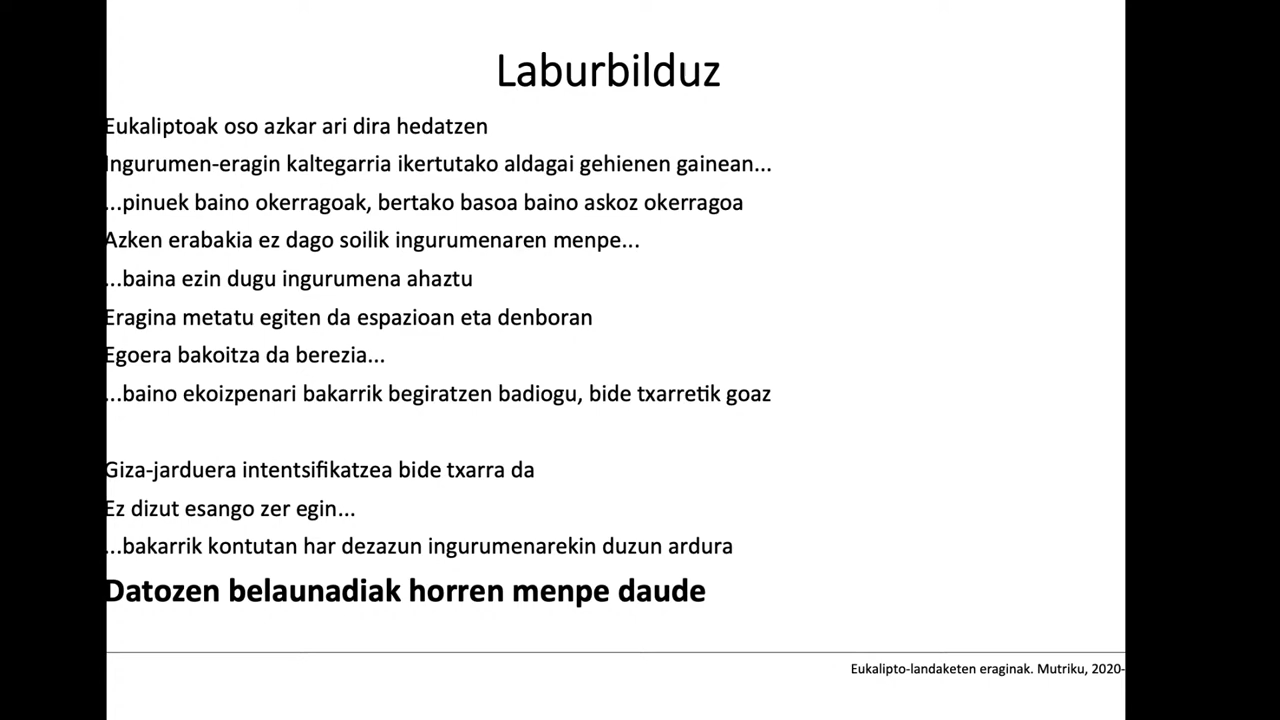 Laburbilduz
Eukaliptoak oso azkar ari dira hedatzen
Ingurumen-eragin kaltegarria ikertutako aldagai gehienen gainean...
...pinuek baino okerragoak, bertako basoa baino askoz okerragoa
Azken erabakia ez dago soilik ingurumenaren menpe...
...baina ezin dugu ingurumena ahaztu
Eragina metatu egiten da espazioan eta denboran
Egoera bakoitza da berezia...
...baino ekoizpenari bakarrik begiratzen badiogu, bide txarretik goaz
Giza-jarduera intentsifikatzea bide txarra da
Ez dizut esango zer egin...
...bakarrik kontutan har dezazun ingurumenarekin duzun ardura
Datozen belaunadiak horren menpe daude
Eukalipto-landaketen eraginak. Mutriku, 2020-